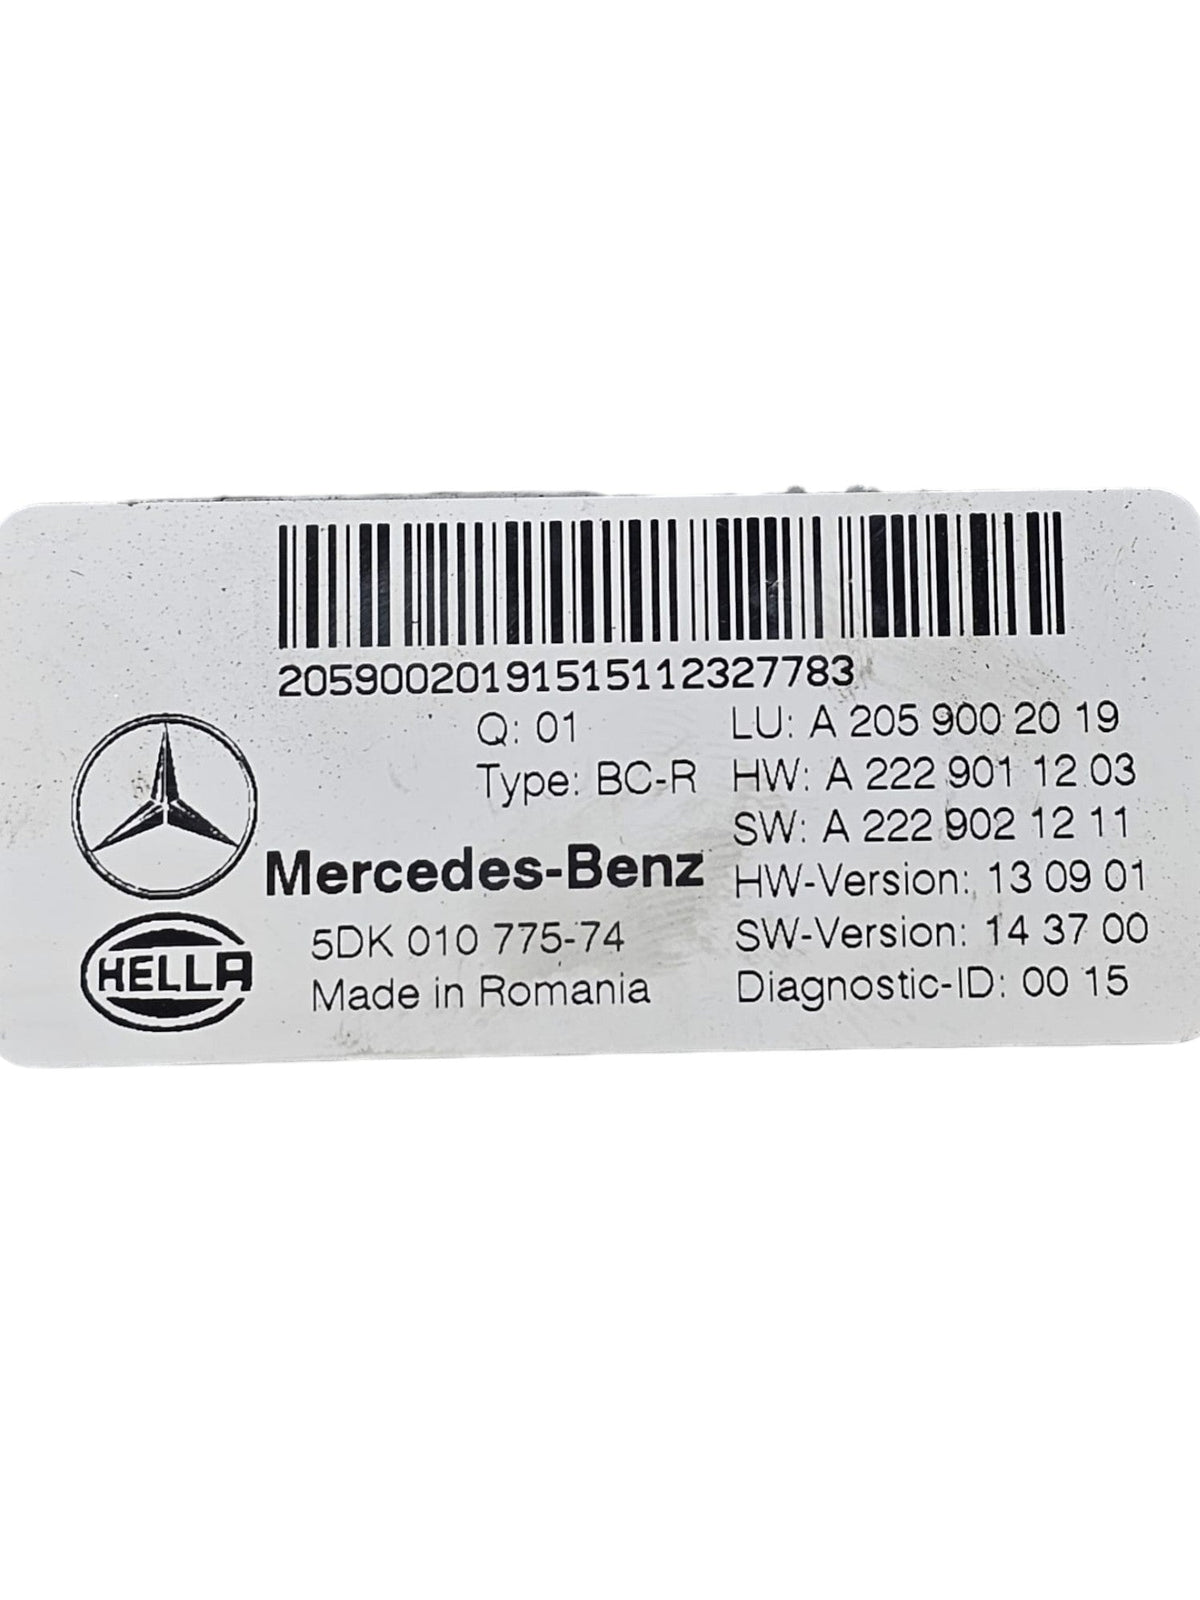 20590020191515112327783
Q: 01
LU: A 205 900 20 19
Type: BC-R
HW: A 222 901 12 03
SW: A 222 902 12 11
Mercedes-Benz
HW-Version: 13 09 01
5DK 010 775-74
SW-Version: 14 37 00
HELLA
Made in Romania
Diagnostic-ID: 00 15